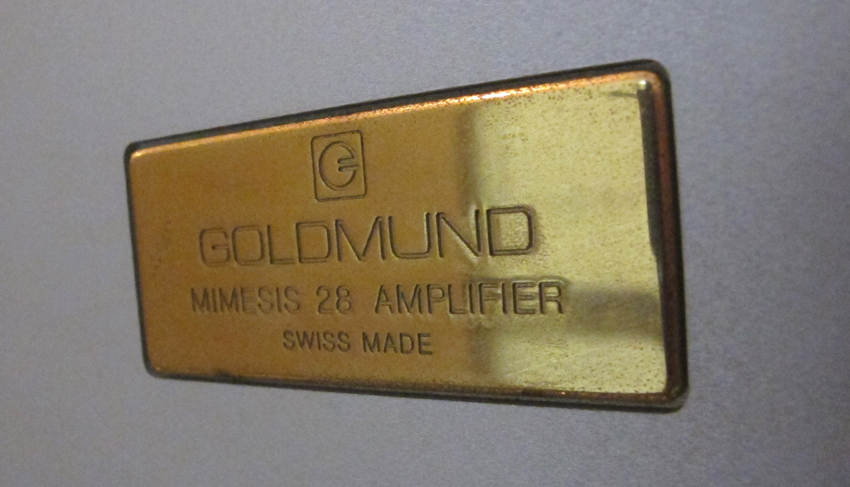 GOLDMUND
MIMESIS 28 AMPLIFIER
SWISS MADE